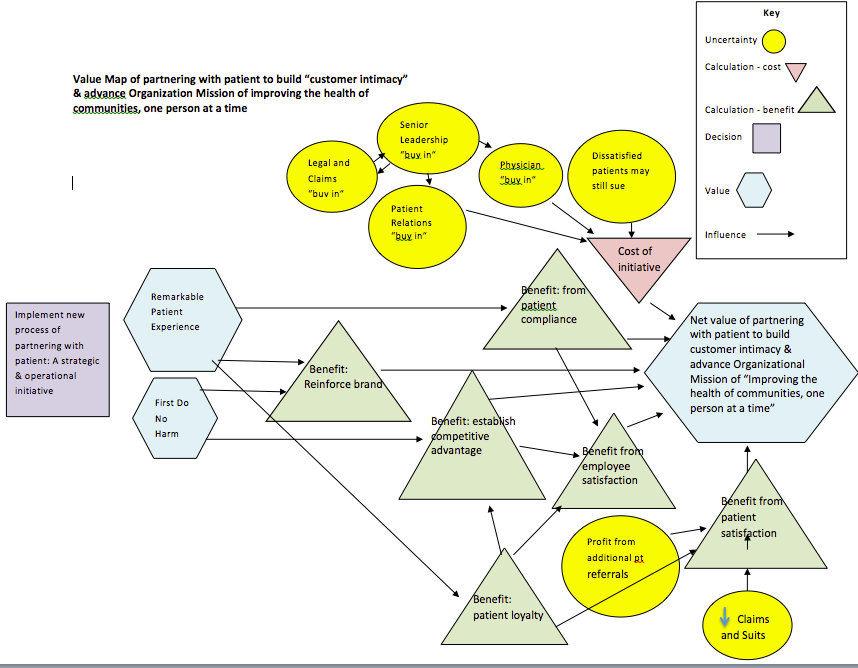 Key
Uncertainty
Calculation - cost
Calculation - benefit
Decision
Value
Influence
Value Map of partnering with patient to build “customer intimacy”
& advance Organization Mission of improving the health of
communities, one person at a time
Senior
Leadership
“buy in”
Legal and
Claims
“buv in”
Physician
“buy in”
Dissatisfied
patients may
still sue
Patient
Relations
“buy in”
Cost of
initiative
Remarkable
Patient
Experience
Benefit: from
patient
compliance
Implement new
process of
partnering with
patient: A strategic
& operational
initiative
Net value of partnering
with patient to build
customer intimacy &
advance Organizational
Mission of “Improving the
health of communities, one
person at a time”
Benefit:
Reinforce brand
First Do
No
Harm
Benefit: establish
competitive
advantage
Benefit from
employee
satisfaction
Benefit from
patient
satisfaction
Profit from
additional pt
referrals
Benefit:
patient loyalty
Claims
and Suits